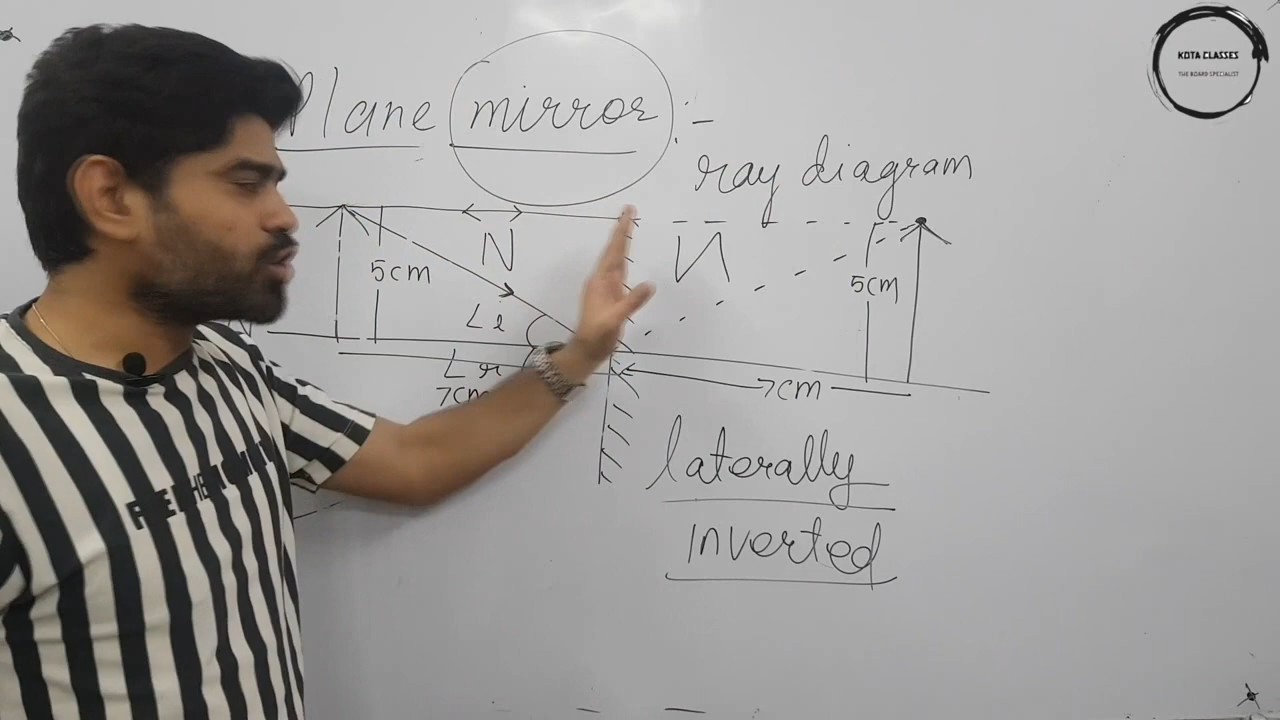 Plane mirror :-
ray diagram
N
N
5cm
5cm
∠i
∠r
7cm
7cm
laterally
inverted
KOTA CLASSES
THE BOARD SPECIALIST